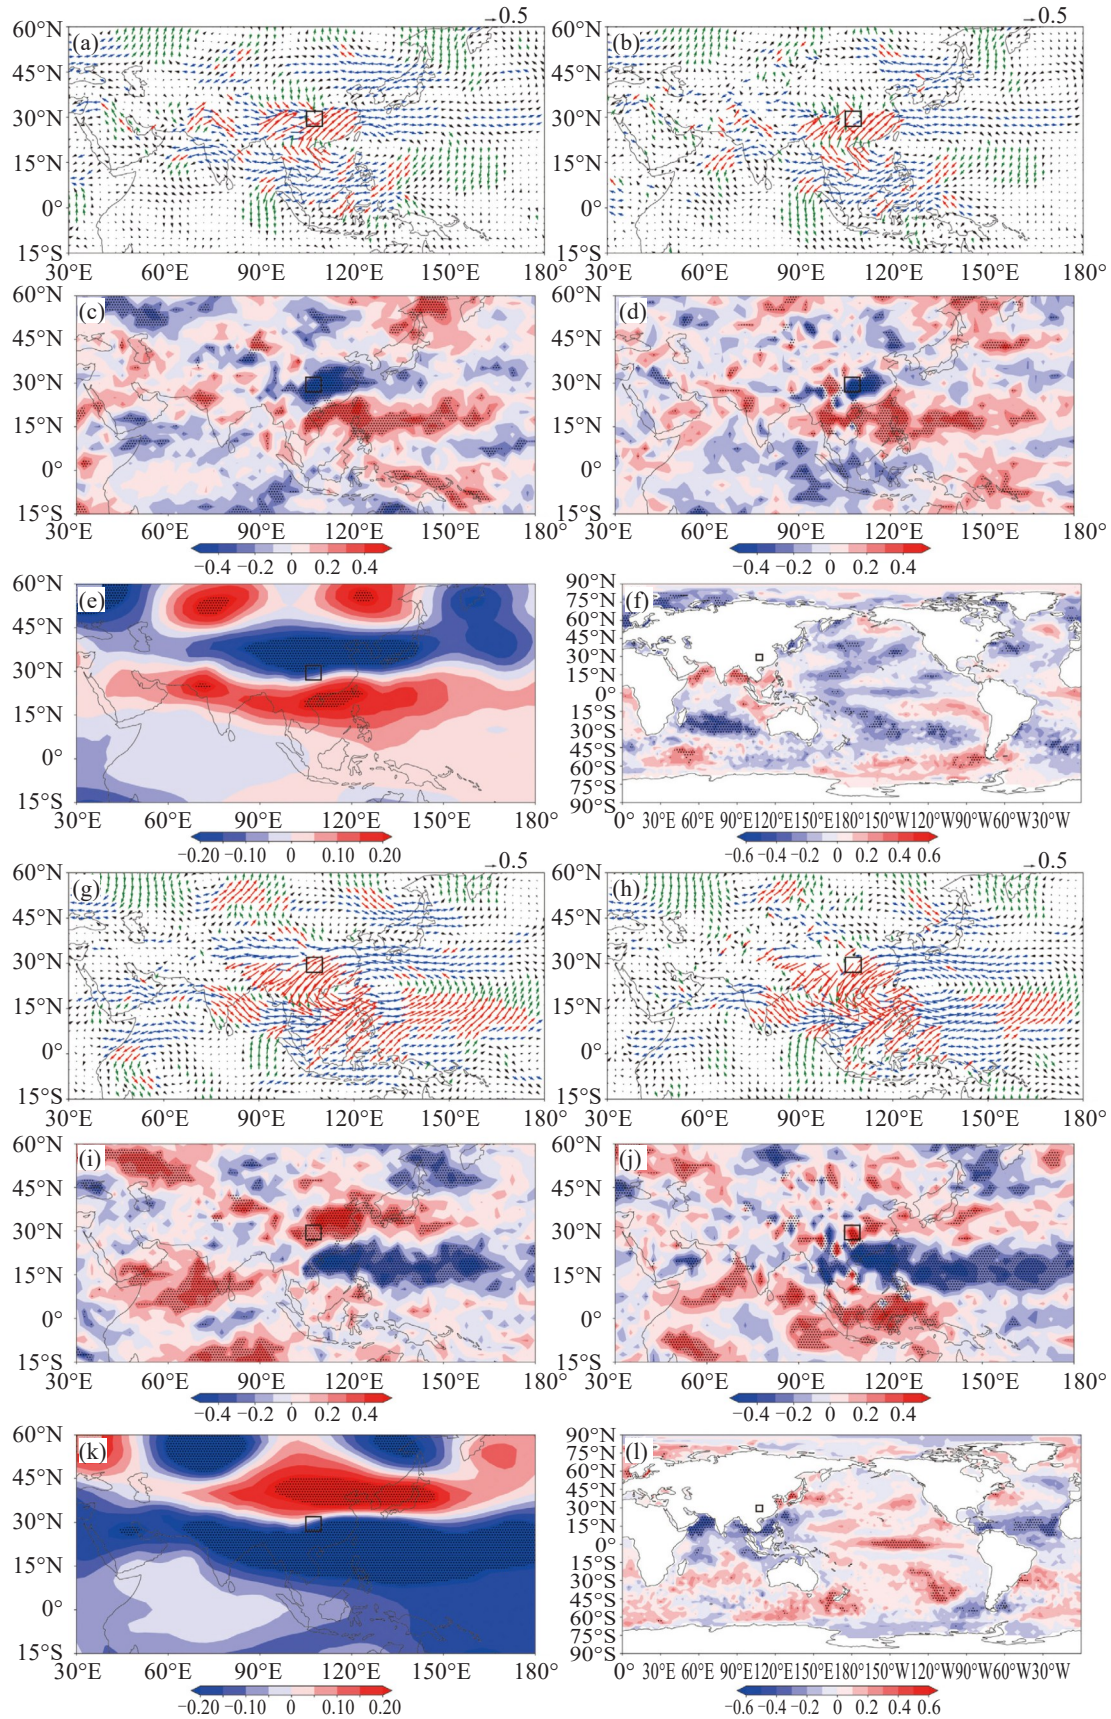 →0.5 →0.5
60°N (a) (b)
45°N
30°N
15°N
0°
15°S
30°E 60°E 90°E 120°E 150°E 180° 30°E 60°E 90°E 120°E 150°E 180°
60°N (c) 60°N (d)
45°N 45°N
30°N 30°N
15°N 15°N
0° 0°
15°S 15°S
30°E 60°E 90°E 120°E 150°E 180° 30°E 60°E 90°E 120°E 150°E 180°
−0.4 −0.2 0 0.2 0.4 −0.4 −0.2 0 0.2 0.4
60°N (e) 90°N (f)
75°N
45°N 60°N
45°N
30°N 30°N
15°N 15°N
0°
0° 15°S
30°S
45°S
15°S 60°S
75°S
90°S
30°E 60°E 90°E 120°E 150°E 180° 0° 30°E 60°E 90°E 120°E 150°E 180° 150°W 120°W 90°W 60°W 30°W
−0.20 −0.10 0 0.10 0.20 −0.6 −0.4 −0.2 0 0.2 0.4 0.6
→0.5 →0.5
60°N (g) 60°N (h)
45°N 45°N
30°N 30°N
15°N 15°N
0° 0°
15°S 15°S
30°E 60°E 90°E 120°E 150°E 180° 30°E 60°E 90°E 120°E 150°E 180°
60°N (i) 60°N (j)
45°N 45°N
30°N 30°N
15°N 15°N
0° 0°
15°S 15°S
30°E 60°E 90°E 120°E 150°E 180° 30°E 60°E 90°E 120°E 150°E 180°
−0.4 −0.2 0 0.2 0.4 −0.4 −0.2 0 0.2 0.4
60°N (k) 90°N (l)
75°N
45°N 60°N
45°N
30°N 30°N
15°N 15°N
0°
0° 15°S
30°S
45°S
15°S 60°S
75°S
90°S
30°E 60°E 90°E 120°E 150°E 180° 0° 30°E 60°E 90°E 120°E 150°E 180° 150°W 120°W 90°W 60°W 30°W
−0.20 −0.10 0 0.10 0.20 −0.6 −0.4 −0.2 0 0.2 0.4 0.6